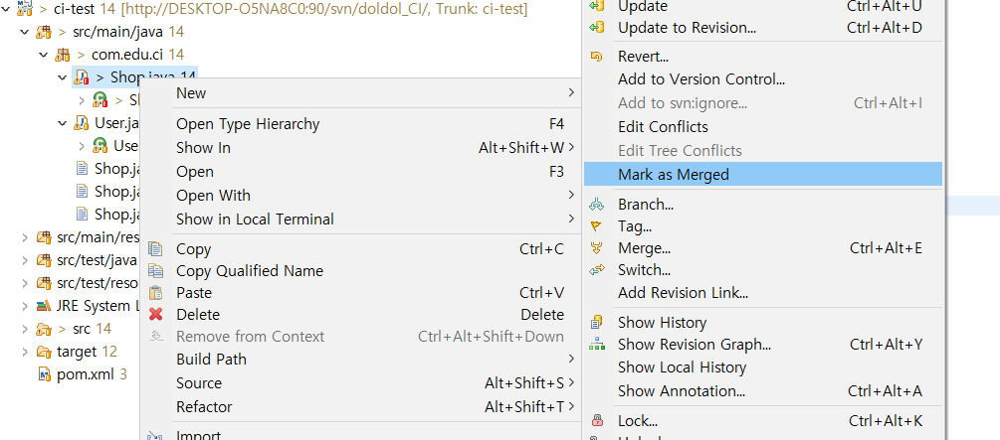 > ci-test 14 [http://DESKTOP-O5NA8C0:90/svn/doldol_CI/, Trunk: ci-test]
src/main/java 14
> com.edu.ci 14
> Shop.java 14
> Sh
User.ja
Use
Shop.ja
Shop.ja
Shop.ja
src/main/res
src/test/java
src/test/reso
JRE System L
> src 14
target 12
pom.xml 3
New
Open Type Hierarchy F4
Show In Alt+Shift+W
Open F3
Open With
Show in Local Terminal
Copy Ctrl+C
Copy Qualified Name
Paste Ctrl+V
Delete Delete
Remove from Context Ctrl+Alt+Shift+Down
Build Path
Source Alt+Shift+S
Refactor Alt+Shift+T
Import
Update Ctrl+Alt+U
Update to Revision... Ctrl+Alt+D
Revert...
Add to Version Control...
Add to svn:ignore... Ctrl+Alt+I
Edit Conflicts
Edit Tree Conflicts
Mark as Merged
Branch...
Tag...
Merge... Ctrl+Alt+E
Switch...
Add Revision Link...
Show History
Show Revision Graph... Ctrl+Alt+Y
Show Local History
Show Annotation... Ctrl+Alt+A
Lock... Ctrl+Alt+K